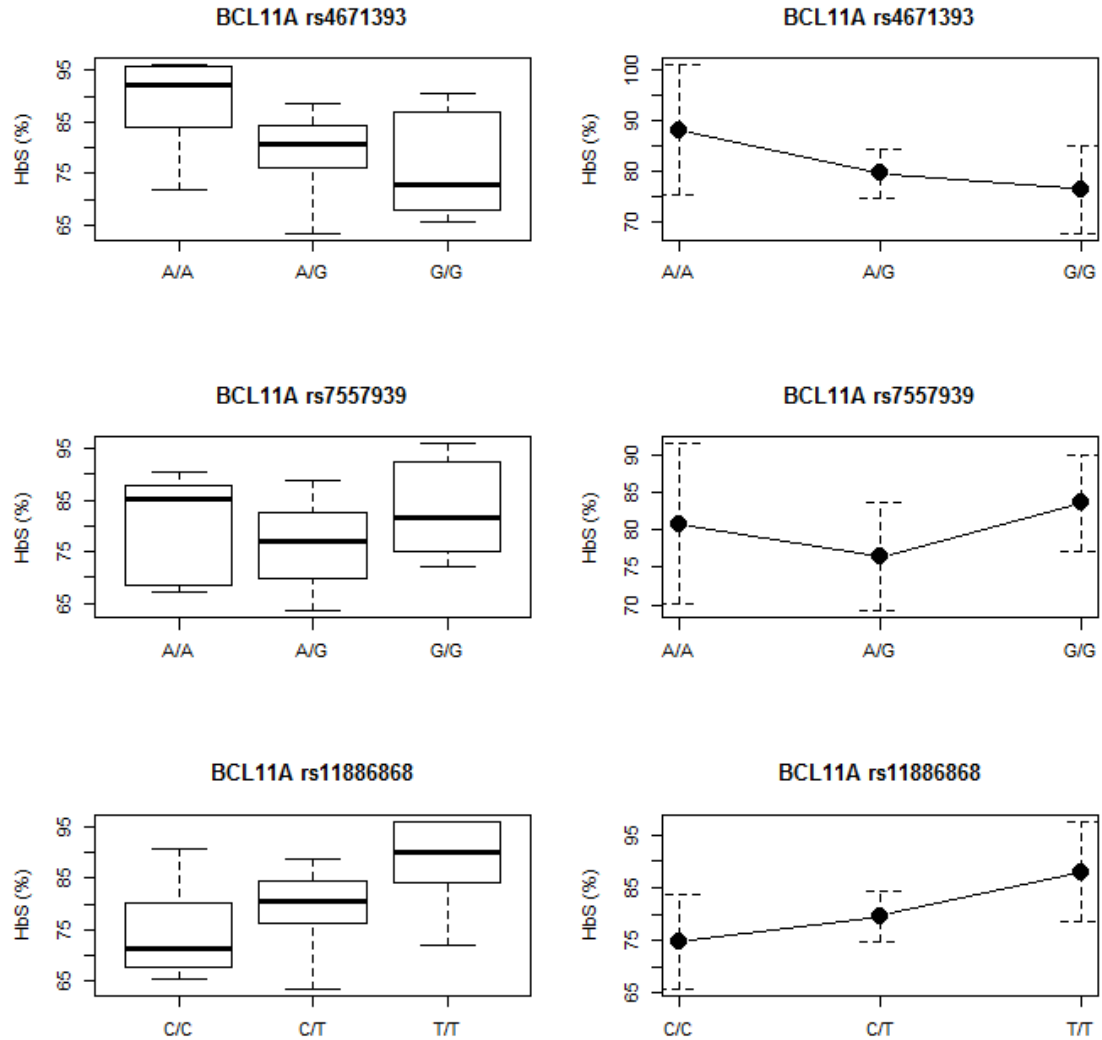 BCL11A rs4671393
BCL11A rs4671393
HbS (%)
95
85
75
65
A/A A/G G/G
HbS (%)
100
90
80
70
A/A A/G G/G
BCL11A rs7557939
BCL11A rs7557939
HbS (%)
95
85
75
65
A/A A/G G/G
HbS (%)
90
85
80
75
70
A/A A/G G/G
BCL11A rs11886868
BCL11A rs11886868
HbS (%)
95
85
75
65
C/C C/T T/T
HbS (%)
95
85
75
65
C/C C/T T/T